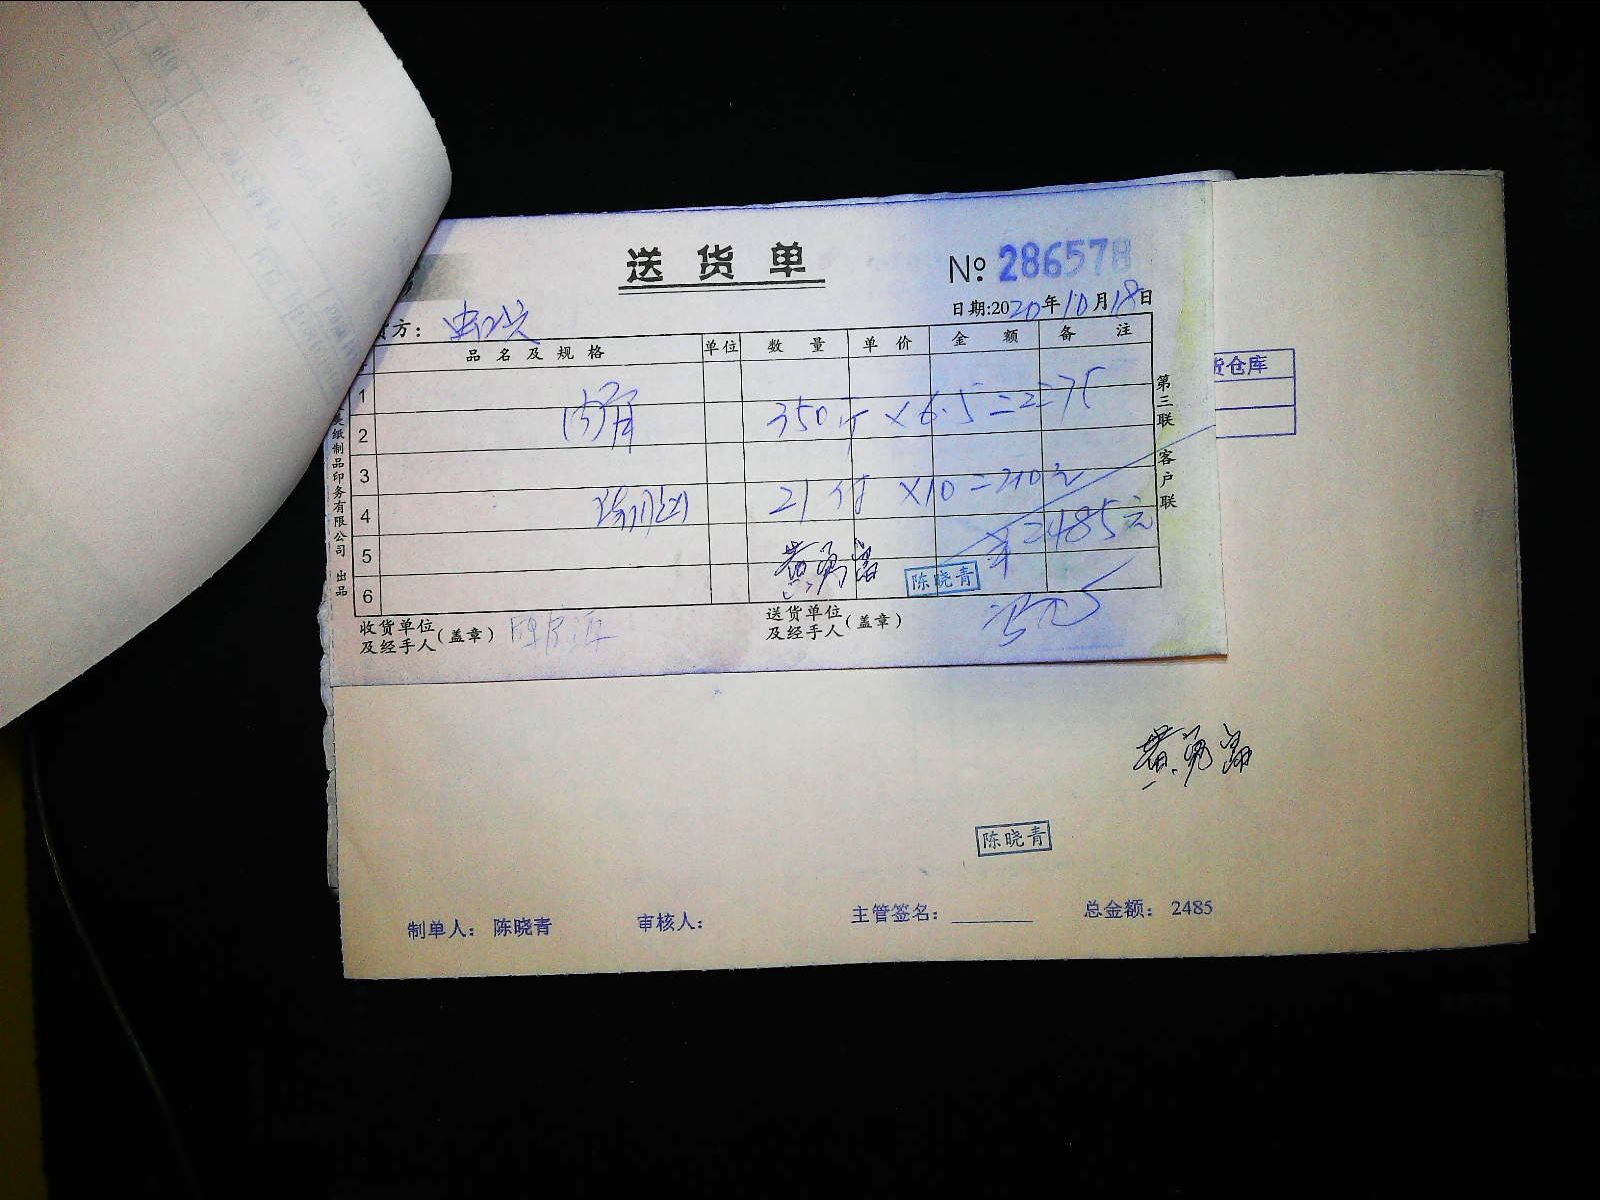 送货单
№ 286578
日期:2020年10月18日
方:
品名及规格 单位 数量 单价 金额 备注
1
2 350斤 ×6.5=2275
3
4 21付 ×10=210元
5 2485元
6 黄勇富 陈晓青
收货单位及经手人(盖章)
送货单位及经手人(盖章)
第三联 客户联
纸制品印务有限公司 出品
货仓库
黄勇富
陈晓青
制单人: 陈晓青 审核人: 主管签名: 总金额: 2485